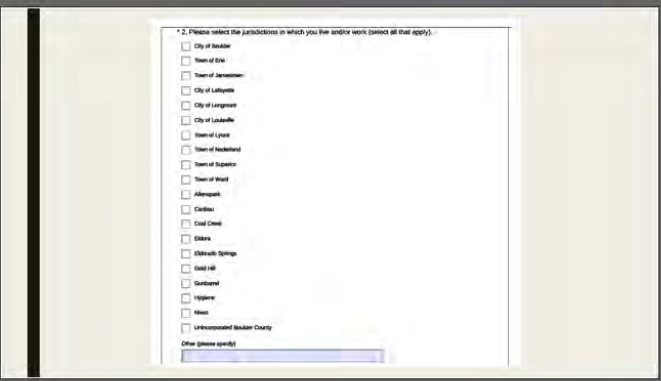 * 2. Please select the jurisdictions in which you live and/or work (select all that apply).
City of Boulder
Town of Erie
Town of Jamestown
City of Lafayette
City of Longmont
City of Louisville
Town of Lyons
Town of Nederland
Town of Superior
Town of Ward
Allenspark
Caribou
Coal Creek
Eldora
Eldorado Springs
Gold Hill
Gunbarrel
Hygiene
Niwot
Unincorporated Boulder County
Other (please specify)